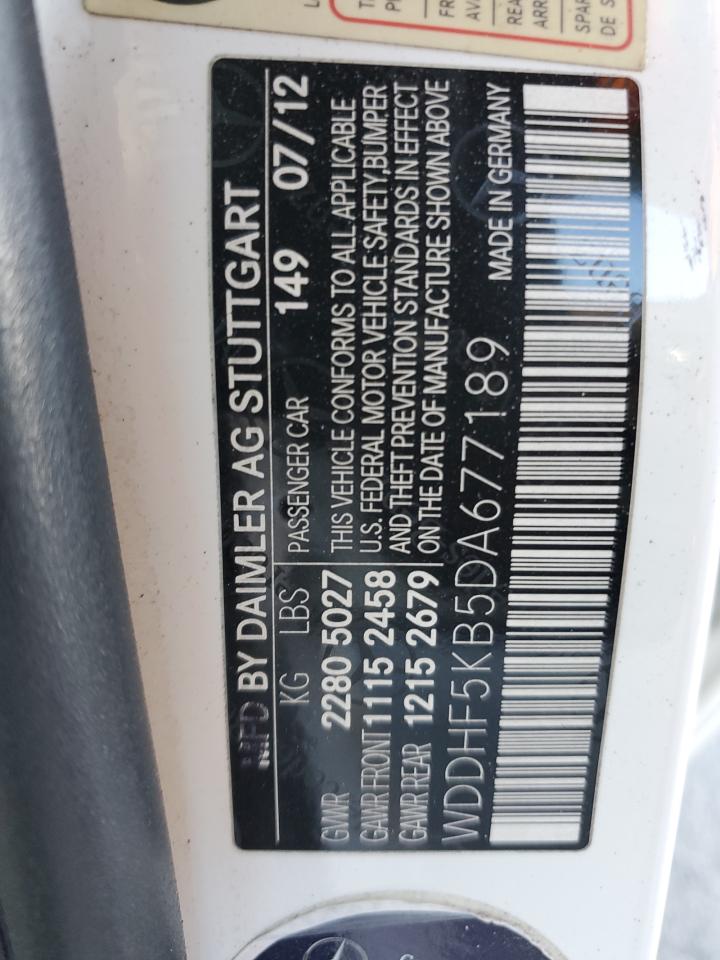 MFD BY DAIMLER AG STUTTGART
KG LBS PASSENGER CAR 149 07/12
GWR 2280 5027
GAWR FRONT 1115 2458
GAWR REAR 1215 2679
THIS VEHICLE CONFORMS TO ALL APPLICABLE
U.S. FEDERAL MOTOR VEHICLE SAFETY,BUMPER
AND THEFT PREVENTION STANDARDS IN EFFECT
ON THE DATE OF MANUFACTURE SHOWN ABOVE
WDDHF5KB5DA677189 MADE IN GERMANY